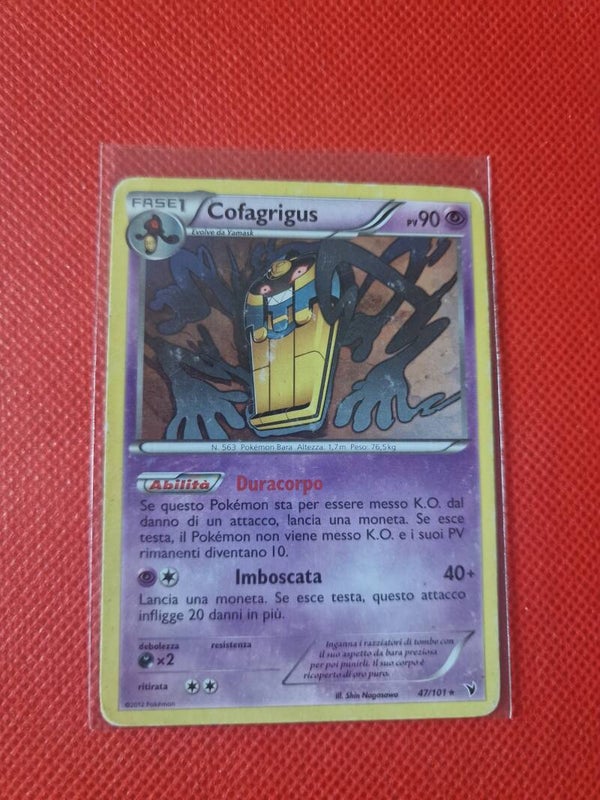 FASE1 Cofagrigus PV90
Evolve da Yamask
N. 563 Pokémon Bara Altezza: 1,7m Peso: 76,5kg
Abilità Duracorpo
Se questo Pokémon sta per essere messo K.O. dal
danno di un attacco, lancia una moneta. Se esce
testa, il Pokémon non viene messo K.O. e i suoi PV
rimanenti diventano 10.
Imboscata 40+
Lancia una moneta. Se esce testa, questo attacco
infligge 20 danni in più.
debolezza resistenza
×2
ritirata
Inganna i razziatori di tombe con
il suo aspetto da bara preziosa
per poi punirli. Il suo corpo è
ricoperto di oro puro.
©2012 Pokémon
ill. Shin Nagasawa 47/101 ★